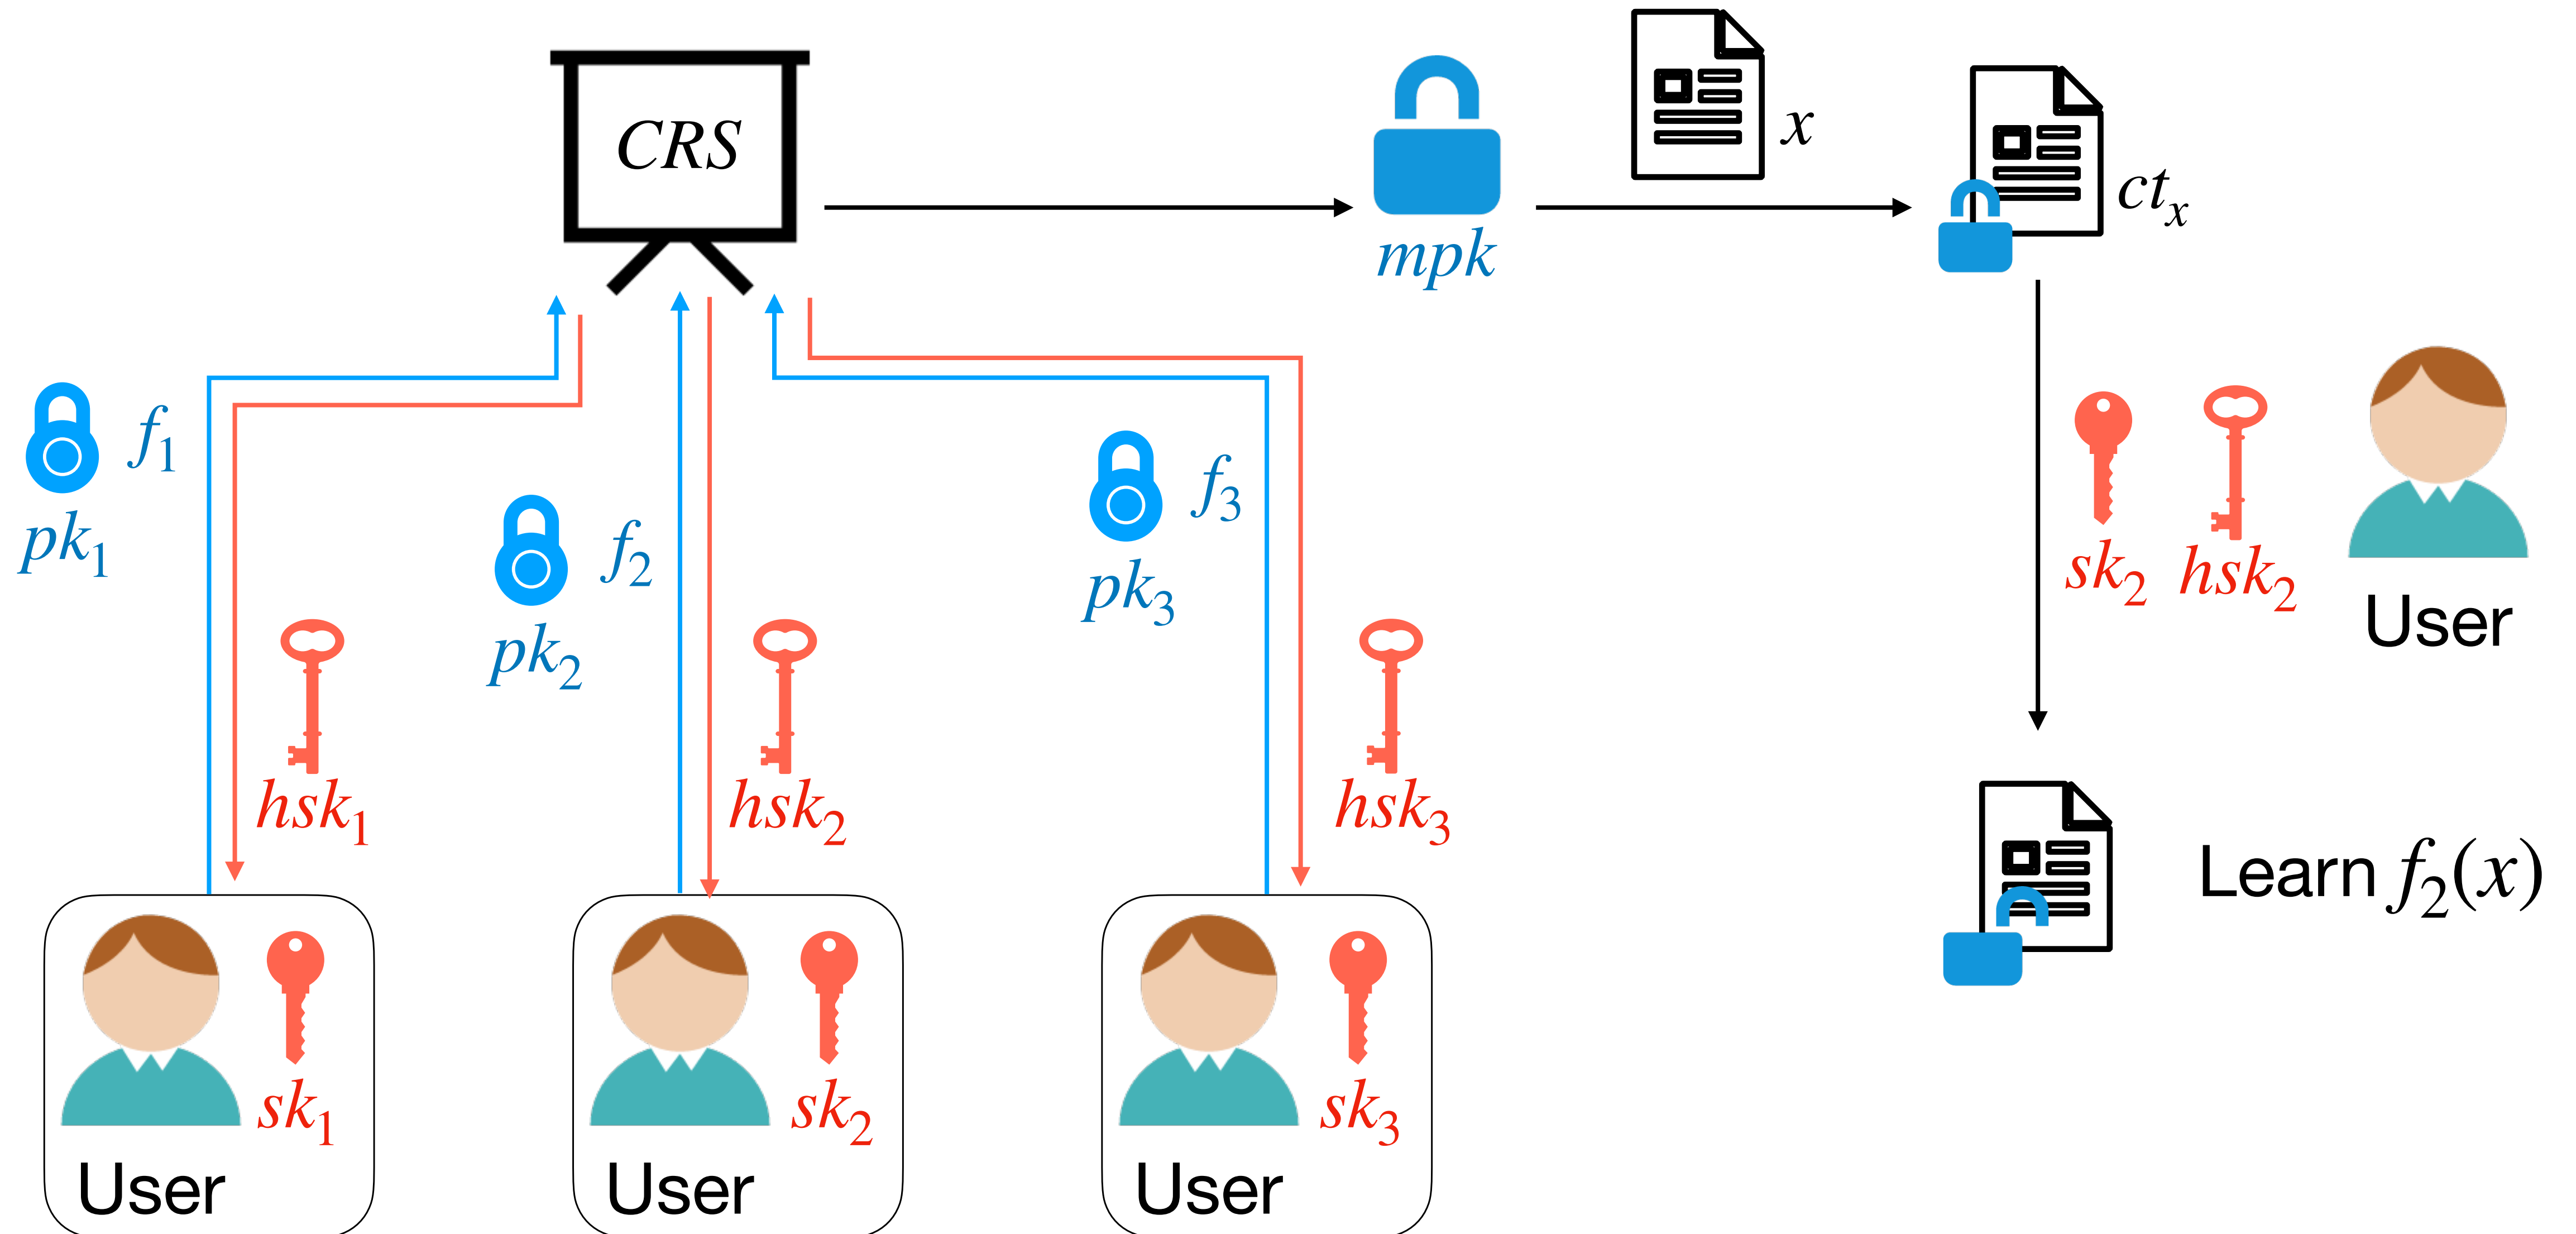 CRS
x
ct_x
mpk
f_1
pk_1
f_2
pk_2
f_3
pk_3
sk_2 hsk_2
User
hsk_1
hsk_2
hsk_3
Learn f_2(x)
sk_1
sk_2
sk_3
User
User
User